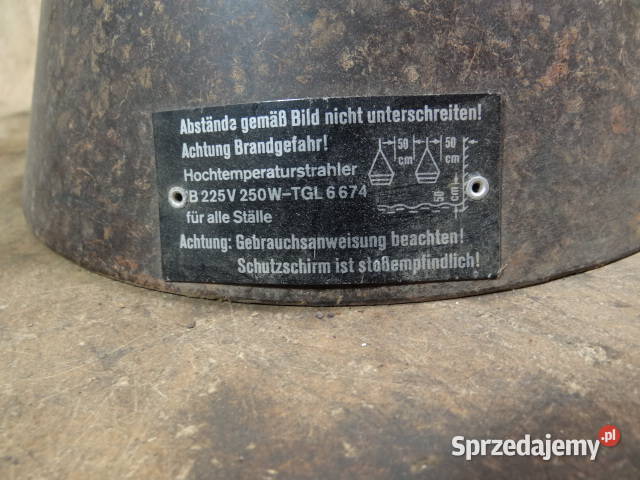 Abstände gemäß Bild nicht unterschreiten!
Achtung Brandgefahr!
Hochtemperaturstrahler
B 225V 250W-TGL 6674
für alle Ställe
50 cm
50 cm
50 cm
Achtung: Gebrauchsanweisung beachten!
Schutzschirm ist stoßempfindlich!
Sprzedajemy.pl